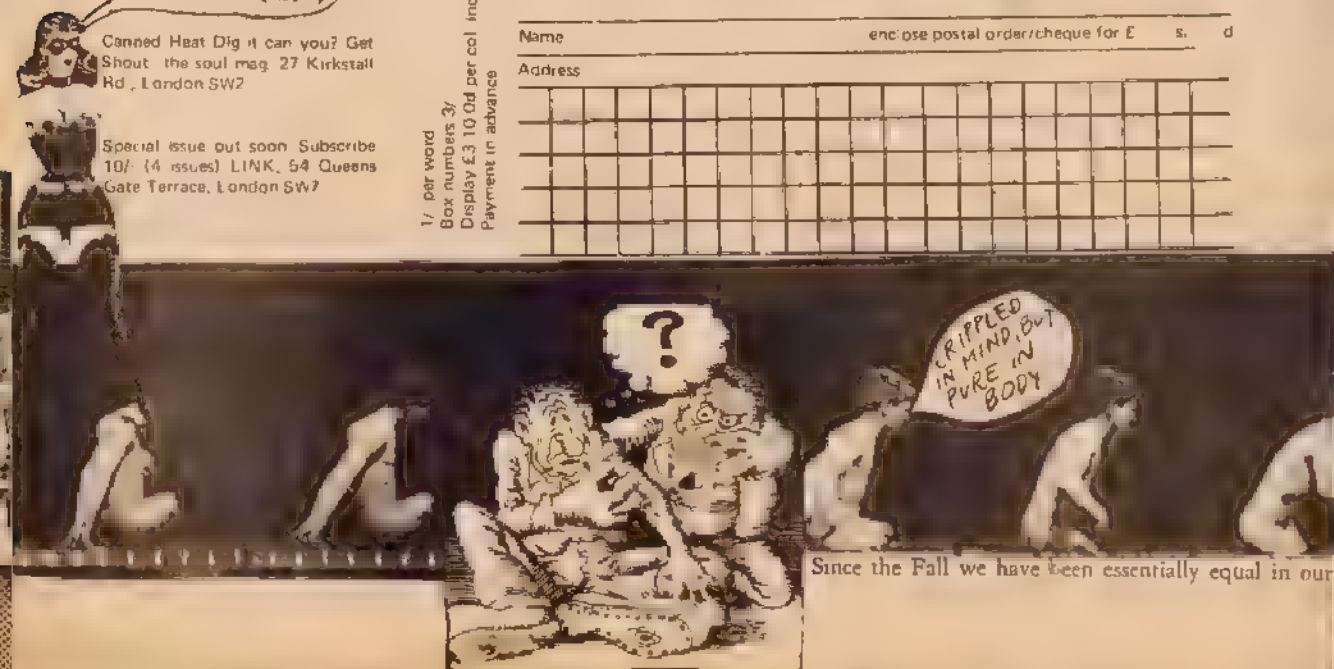 Canned Heat Dig it can you? Get
Shout the soul mag 27 Kirkstall
Rd, London SW2
Special issue out soon Subscribe
10/- (4 issues) LINK, 54 Queens
Gate Terrace, London SW7
1/ per word
Box numbers 3/
Display £3 10 0d per col inc
Payment in advance
Name enclose postal order/cheque for £ s. d
Address
?
CRIPPLED
IN MIND, BUT
PURE IN
BODY
Since the Fall we have been essentially equal in our